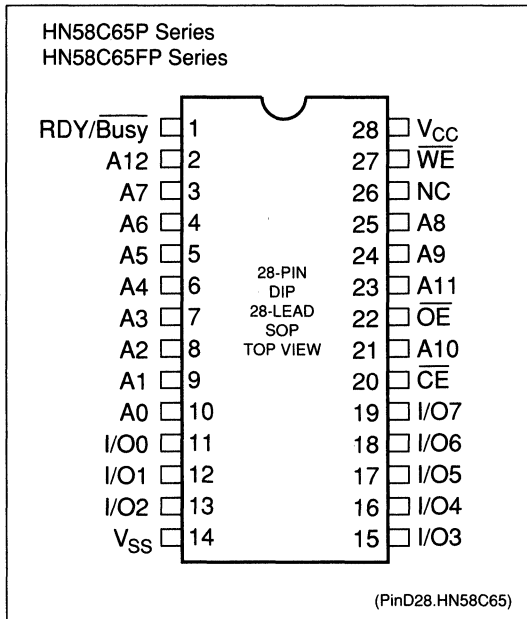 HN58C65P Series
HN58C65FP Series
RDY/Busy 1 28 VCC
A12 2 27 WE
A7 3 26 NC
A6 4 25 A8
A5 5 24 A9
A4 6 23 A11
A3 7 22 OE
A2 8 21 A10
A1 9 20 CE
A0 10 19 I/O7
I/O0 11 18 I/O6
I/O1 12 17 I/O5
I/O2 13 16 I/O4
VSS 14 15 I/O3
28-PIN
DIP
28-LEAD
SOP
TOP VIEW
(PinD28.HN58C65)